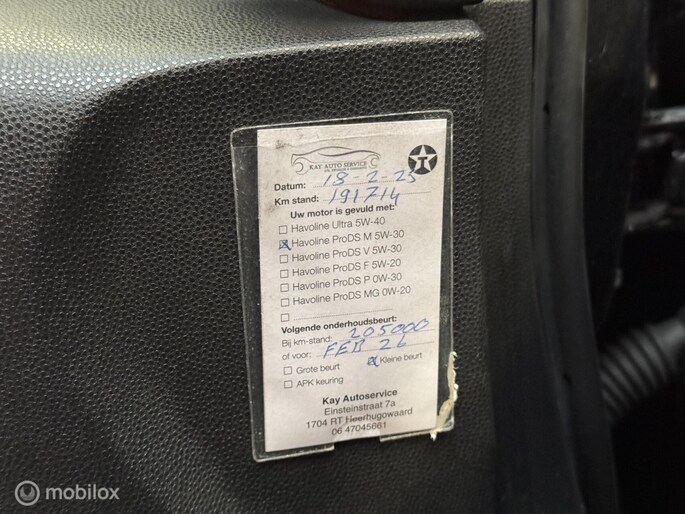 KAY AUTO SERVICE
Datum: 18-2-25
Km stand: 191714
Uw motor is gevuld met:
Havoline Ultra 5W-40
Havoline ProDS M 5W-30
Havoline ProDS V 5W-30
Havoline ProDS F 5W-20
Havoline ProDS P 0W-30
Havoline ProDS MG 0W-20
Volgende onderhoudsbeurt:
Bij km-stand: 205000
of voor: FEB 26
Grote beurt Kleine beurt
APK keuring
Kay Autoservice
Einsteinstraat 7a
1704 RT Heerhugowaard
06 47045661
mobilox